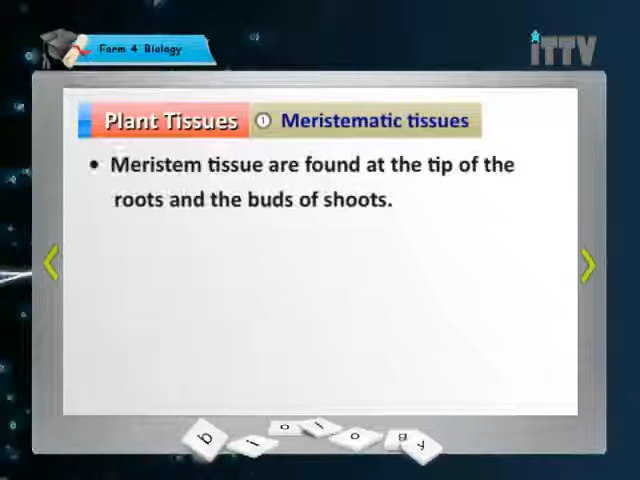 Form 4 Biology
iTTV
Plant Tissues 1 Meristematic tissues
• Meristem tissue are found at the tip of the
roots and the buds of shoots.
b i o l o g y